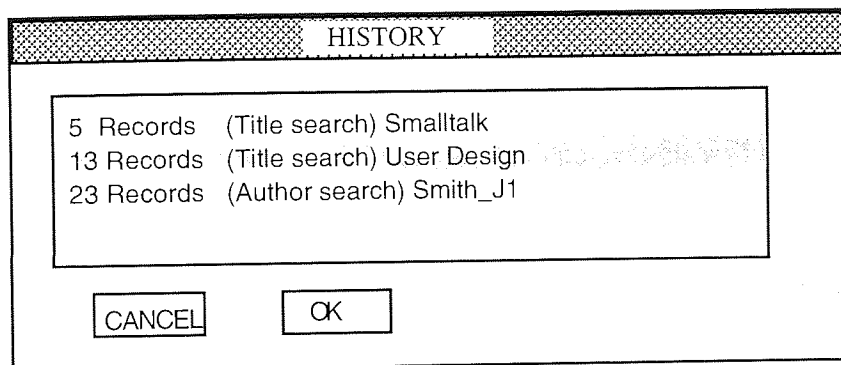 HISTORY
5 Records (Title search) Smalltalk
13 Records (Title search) User Design
23 Records (Author search) Smith_J1
CANCEL OK